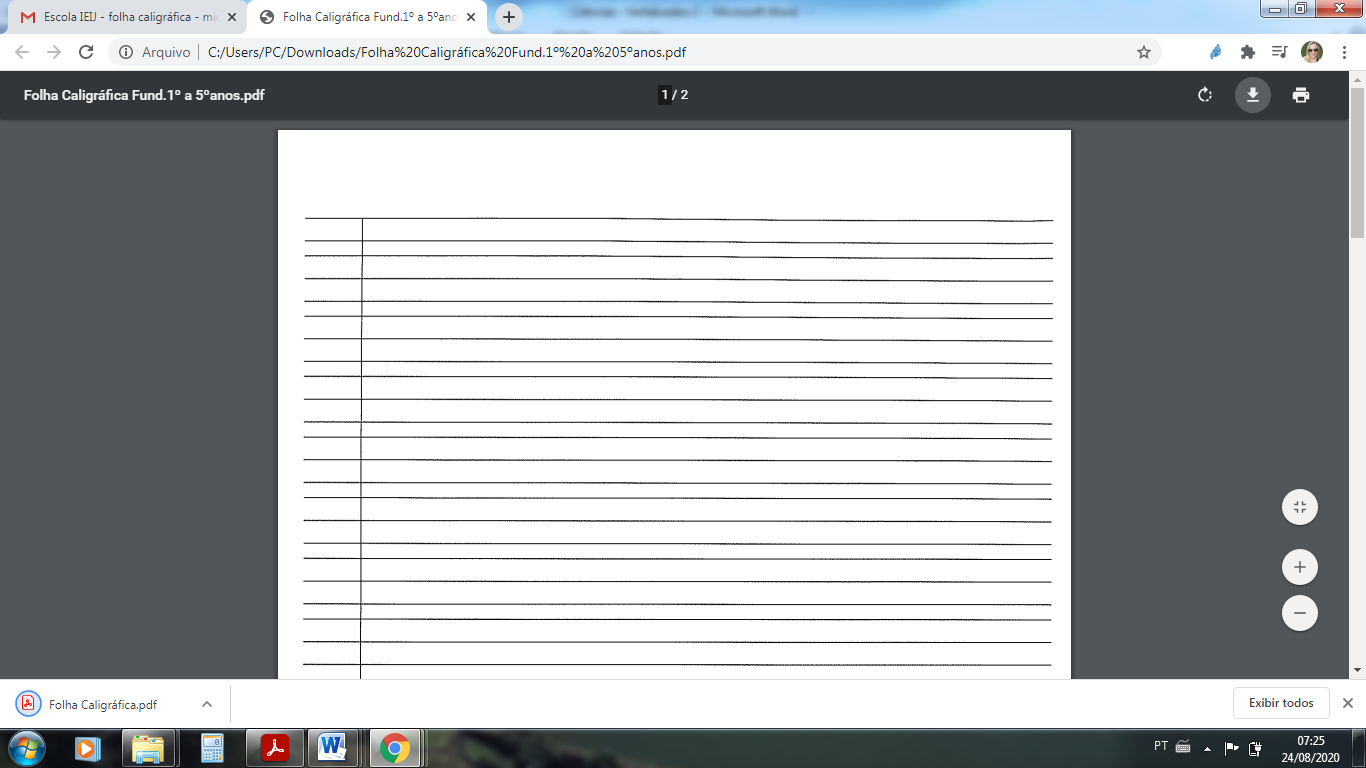 Escola IEIJ - folha caligráfica - mi
Folha Caligráfica Fund.1º a 5ºano
Arquivo
C:/Users/PC/Downloads/Folha%20Caligráfica%20Fund.1º%20a%205ºanos.pdf
Folha Caligráfica Fund.1º a 5ºanos.pdf
1 / 2
Folha Caligráfica.pdf
Exibir todos
PT
07:25
24/08/2020